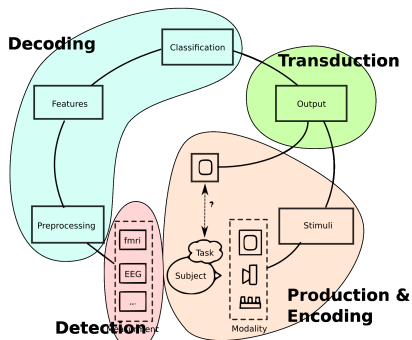 Decoding
Classification
Transduction
Features
Output
?
Preprocessing
Stimuli
fmri
Task
EEG
Subject
...
Production &
Encoding
Detection
Modality